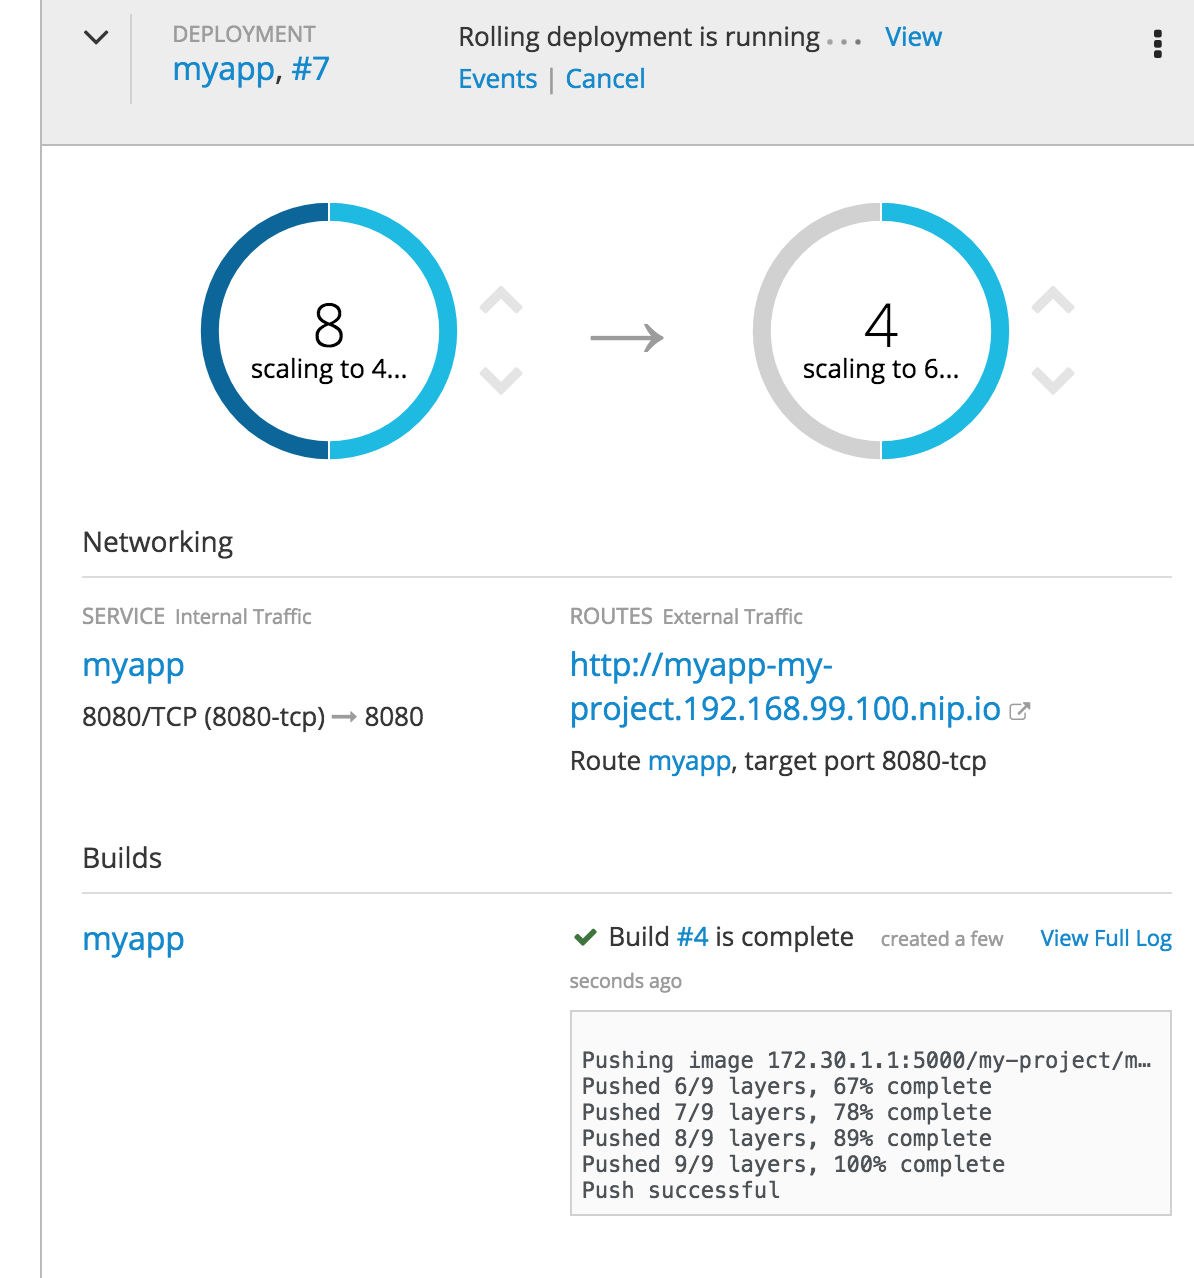 DEPLOYMENT
myapp, #7
Rolling deployment is running . . . View
Events | Cancel
8
scaling to 4...
4
scaling to 6...
Networking
SERVICE Internal Traffic
myapp
8080/TCP (8080-tcp) → 8080
ROUTES External Traffic
http://myapp-my-
project.192.168.99.100.nip.io
Route myapp, target port 8080-tcp
Builds
myapp
Build #4 is complete created a few View Full Log
seconds ago
Pushing image 172.30.1.1:5000/my-project/m…
Pushed 6/9 layers, 67% complete
Pushed 7/9 layers, 78% complete
Pushed 8/9 layers, 89% complete
Pushed 9/9 layers, 100% complete
Push successful